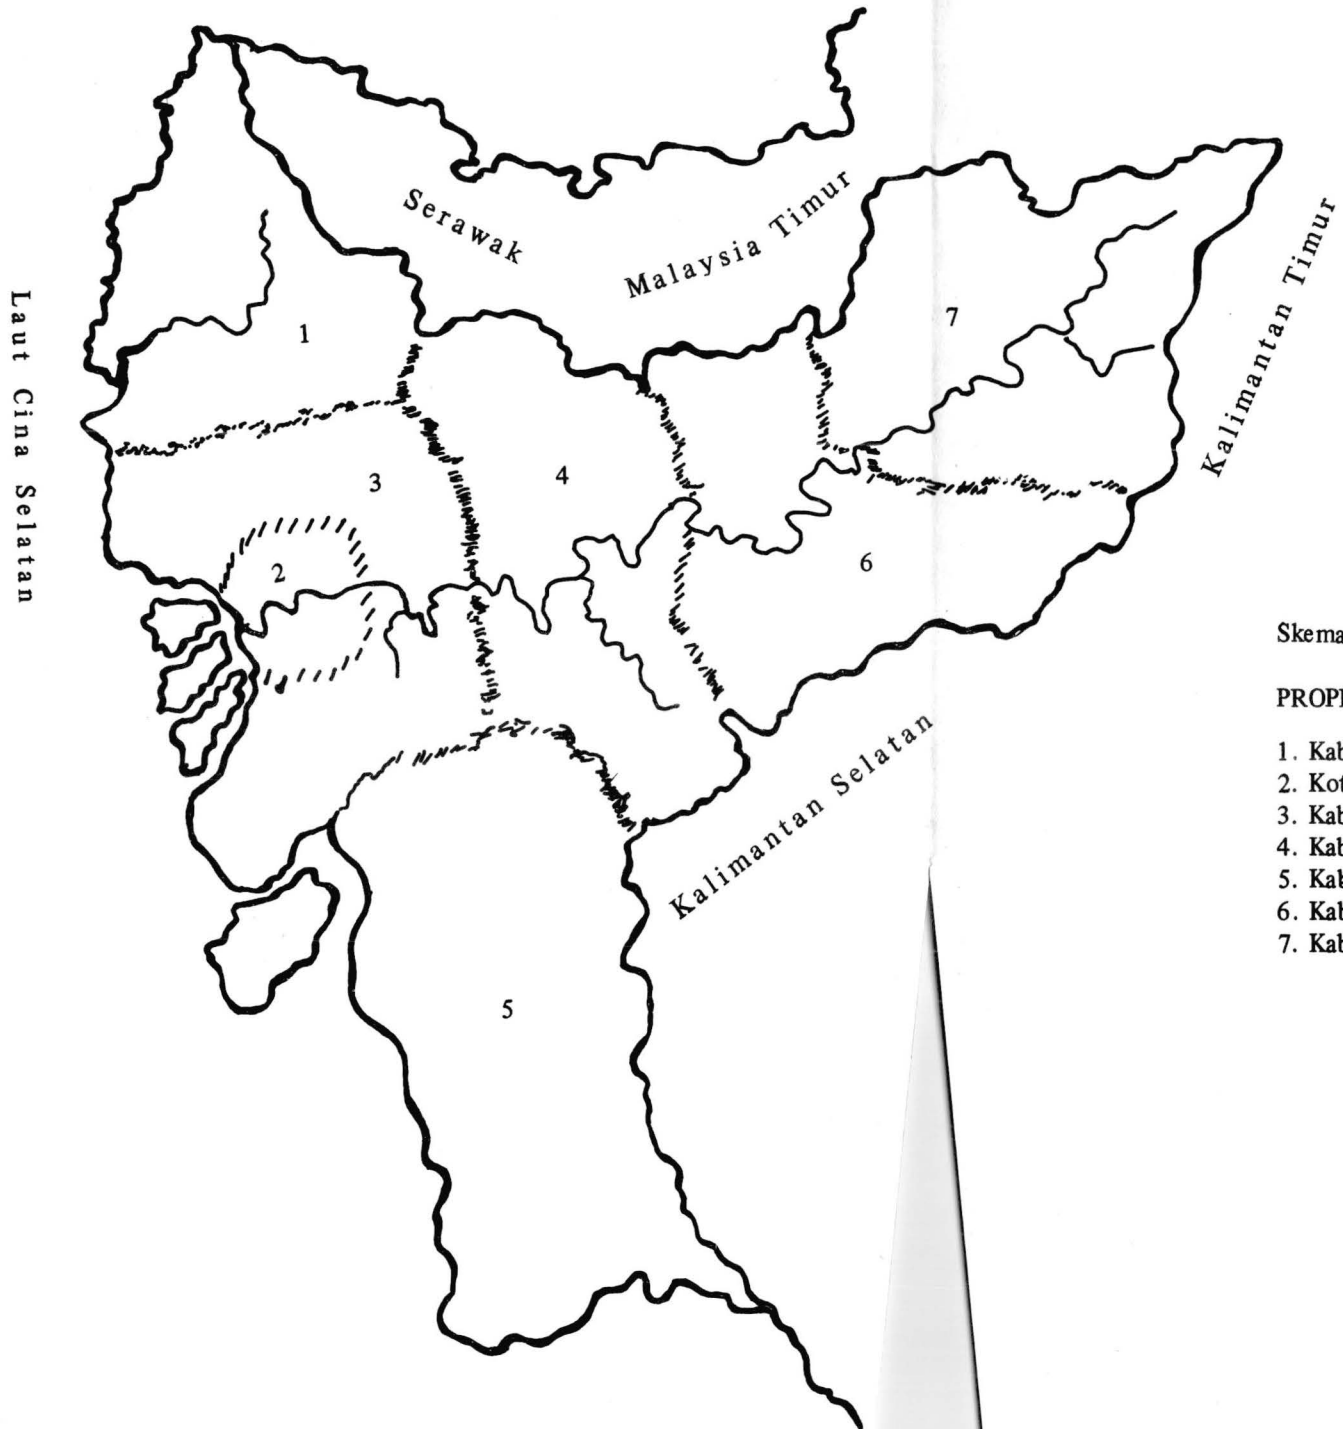 Serawak
Malaysia Timur
Kalimantan Timur
Laut Cina Selatan
1
7
3
4
2
6
Kalimantan Selatan
5
Skema
PROP
1. Kab
2. Kot
3. Kab
4. Kab
5. Kab
6. Kab
7. Kab